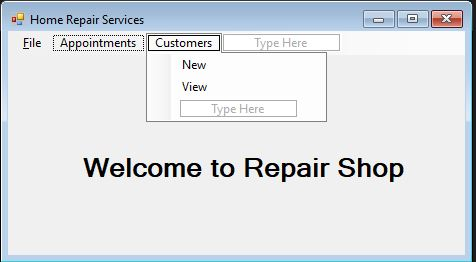 Home Repair Services
File Appointments Customers Type Here
New
View
Type Here
Welcome to Repair Shop